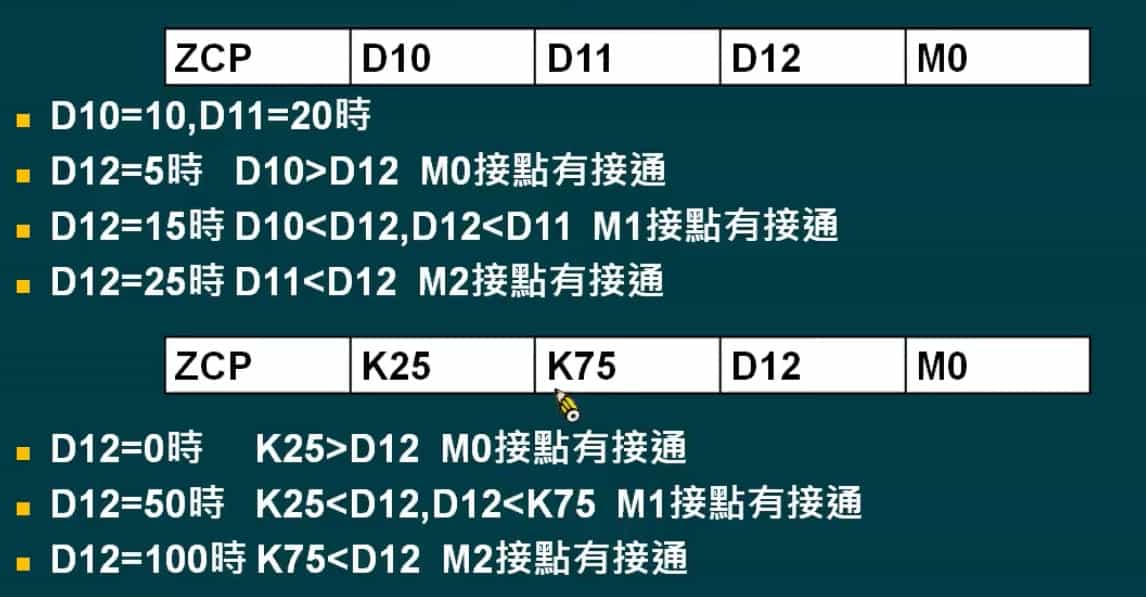 ZCP D10 D11 D12 M0
D10=10,D11=20時
D12=5時 D10>D12 M0接點有接通
D12=15時 D10<D12,D12<D11 M1接點有接通
D12=25時 D11<D12 M2接點有接通
ZCP K25 K75 D12 M0
D12=0時 K25>D12 M0接點有接通
D12=50時 K25<D12,D12<K75 M1接點有接通
D12=100時 K75<D12 M2接點有接通